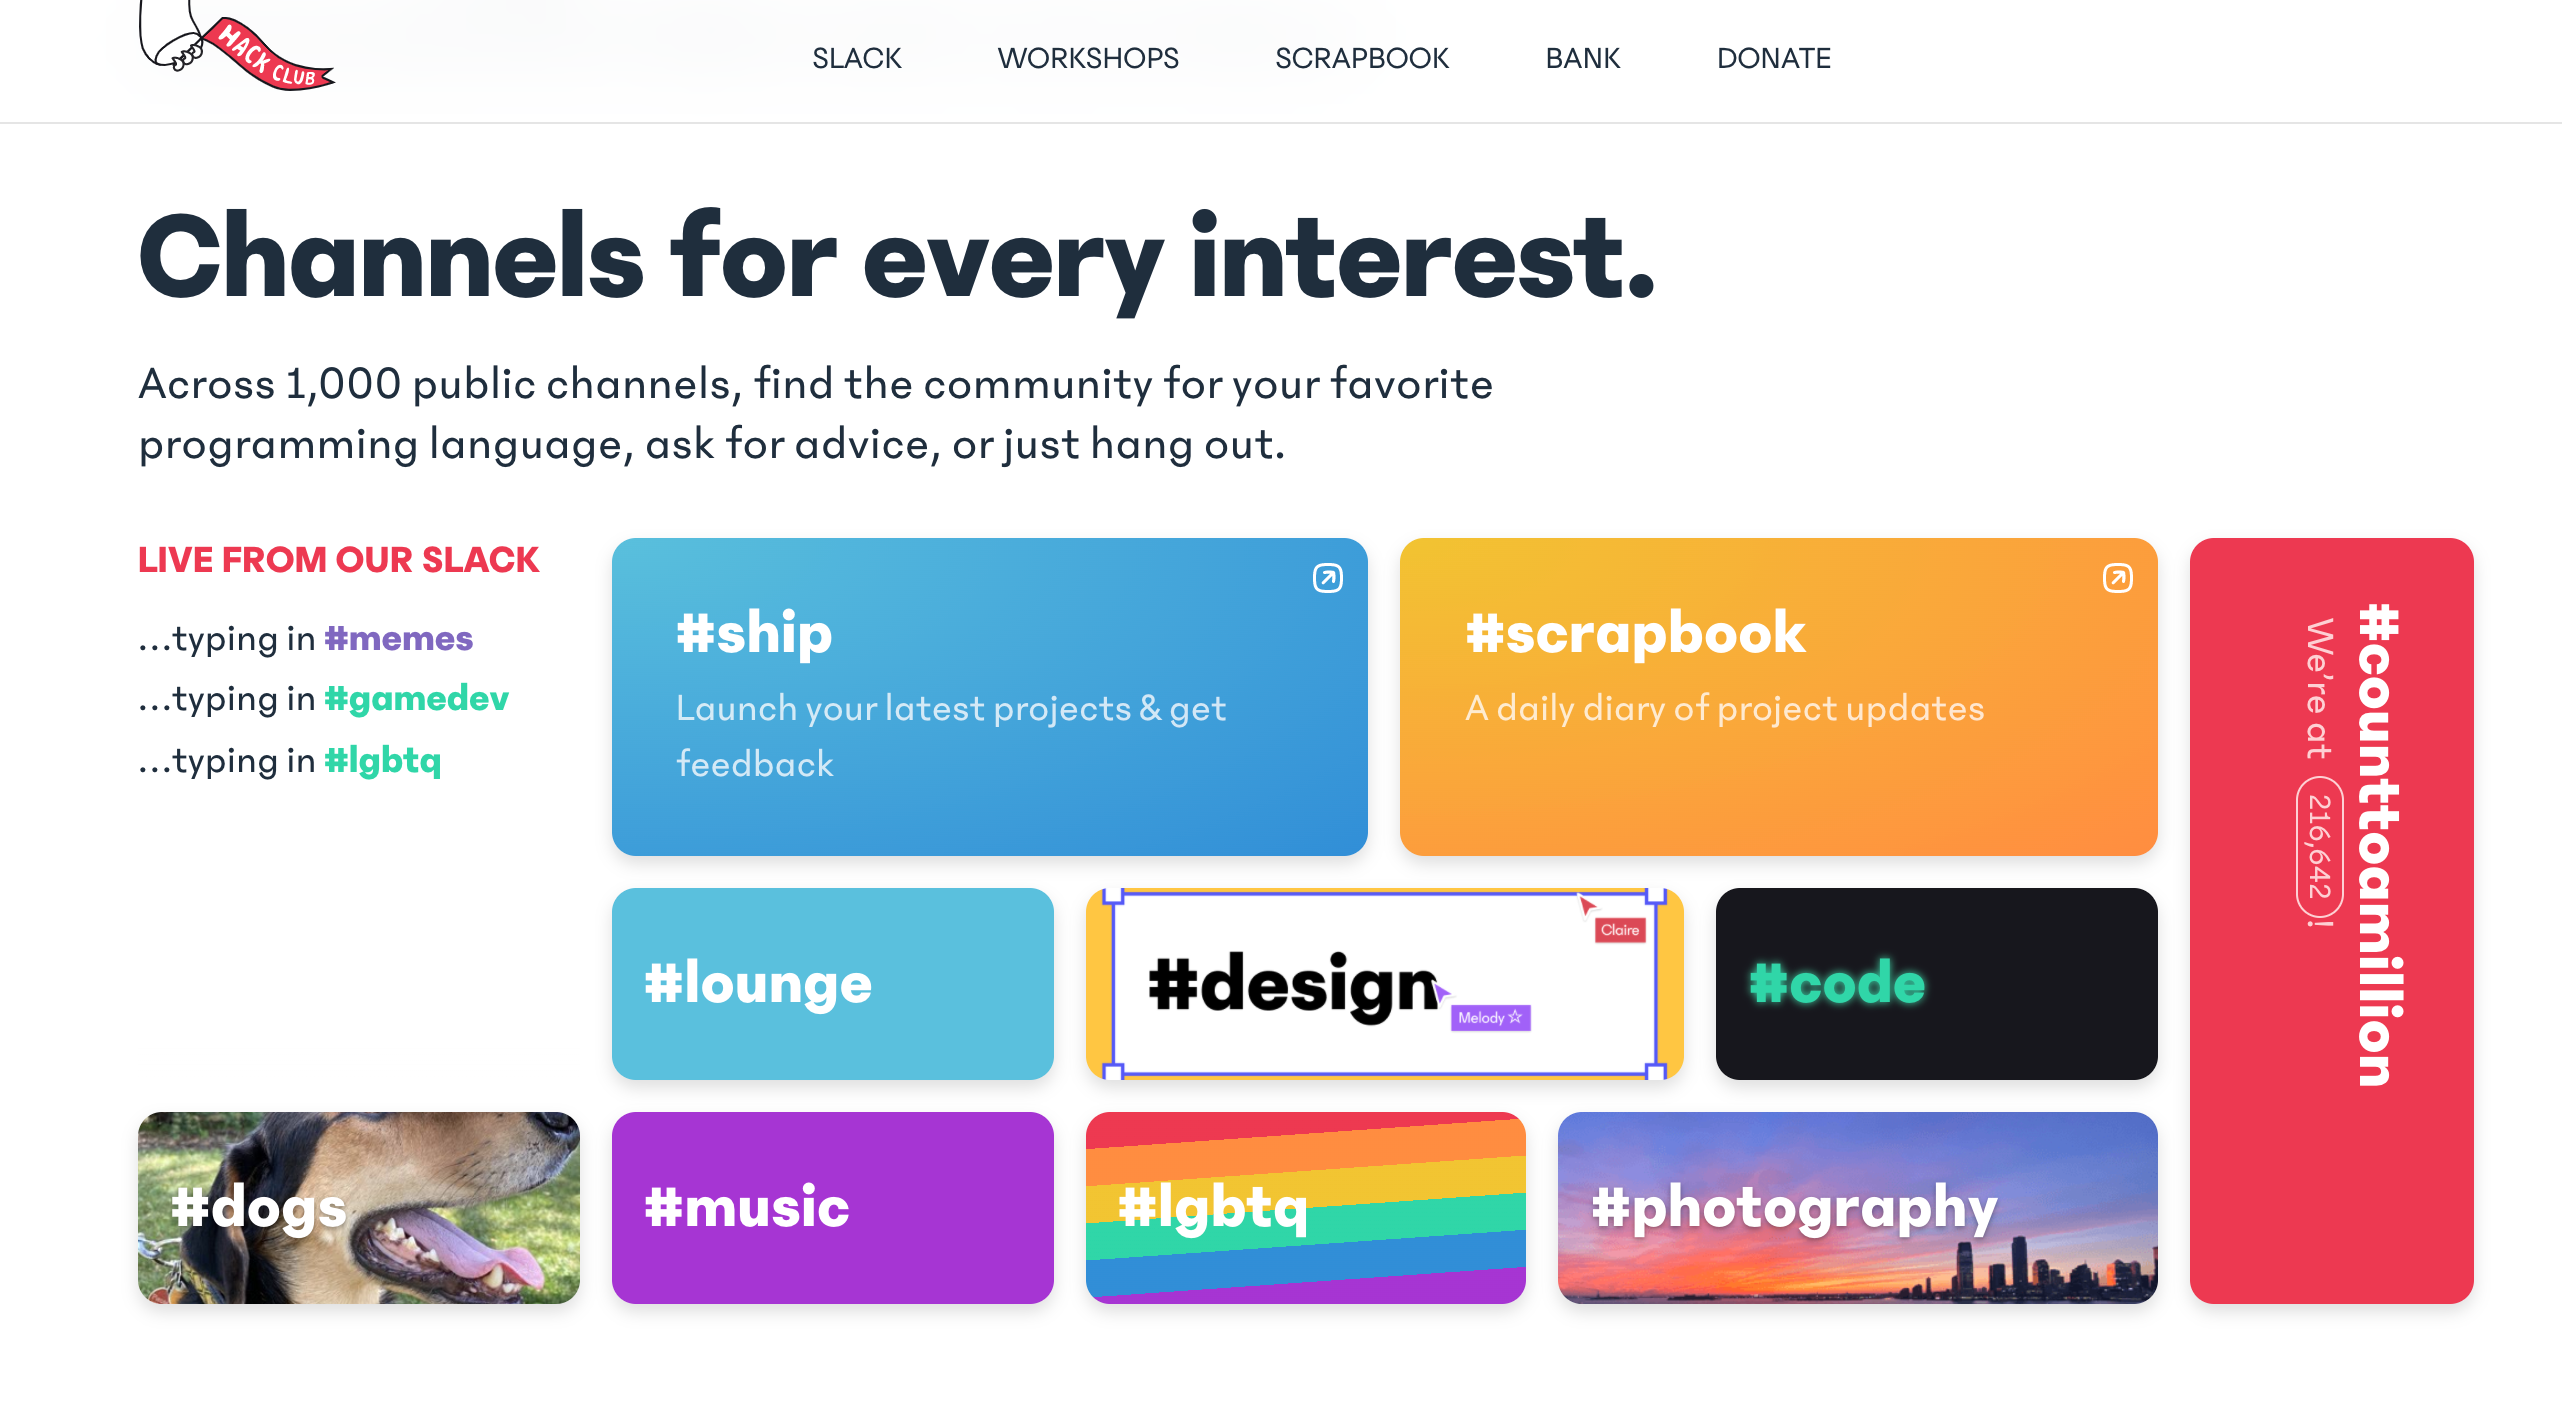 HACK CLUB
SLACK
WORKSHOPS
SCRAPBOOK
BANK
DONATE
Channels for every interest.
Across 1,000 public channels, find the community for your favorite
programming language, ask for advice, or just hang out.
LIVE FROM OUR SLACK
…typing in #memes
…typing in #gamedev
…typing in #lgbtq
#ship
Launch your latest projects & get
feedback
#scrapbook
A daily diary of project updates
#counttoamillion
We're at 216,642!
#lounge
#design
Claire
Melody ☆
#code
#dogs
#music
#lgbtq
#photography